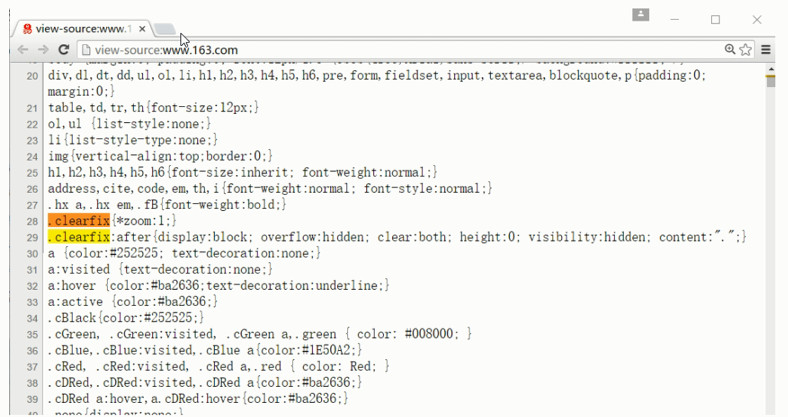 view-source:www.1
view-source:www.163.com
20 div,dl,dt,dd,ul,ol,li,h1,h2,h3,h4,h5,h6,pre,form,fieldset,input,textarea,blockquote,p{padding:0;
margin:0;}
21 table,td,tr,th{font-size:12px;}
22 ol,ul {list-style:none;}
23 li{list-style-type:none;}
24 img{vertical-align:top;border:0;}
25 h1,h2,h3,h4,h5,h6{font-size:inherit; font-weight:normal;}
26 address,cite,code,em,th,i{font-weight:normal; font-style:normal;}
27 .hx a,.hx em,.fB{font-weight:bold;}
28 .clearfix{*zoom:1;}
29 .clearfix:after{display:block; overflow:hidden; clear:both; height:0; visibility:hidden; content:".";}
30 a {color:#252525; text-decoration:none;}
31 a:visited {text-decoration:none;}
32 a:hover {color:#ba2636;text-decoration:underline;}
33 a:active {color:#ba2636;}
34 .cBlack{color:#252525;}
35 .cGreen, .cGreen:visited, .cGreen a,.green { color: #008000; }
36 .cBlue,.cBlue:visited,.cBlue a{color:#1E50A2;}
37 .cRed, .cRed:visited, .cRed a,.red { color: Red; }
38 .cDRed,.cDRed:visited,.cDRed a{color:#ba2636;}
39 .cDRed a:hover,a.cDRed:hover{color:#ba2636;}
.none{display:none;}